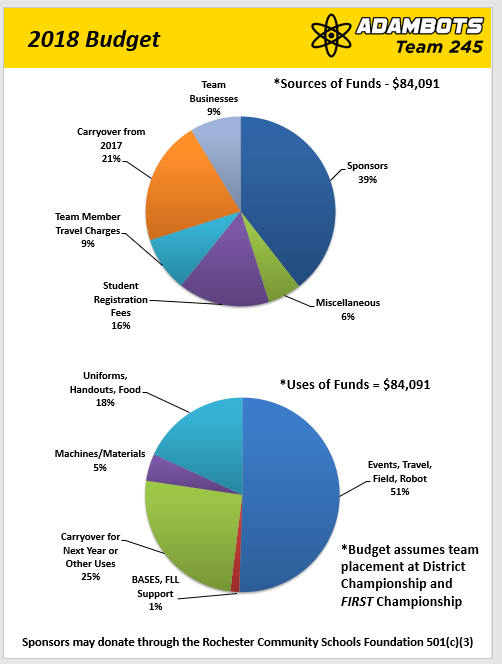 2018 Budget
ADAMBOTS
Team 245
*Sources of Funds - $84,091
Team
Businesses
9%
Carryover from
2017
21%
Sponsors
39%
Team Member
Travel Charges
9%
Student
Registration
Fees
16%
Miscellaneous
6%
*Uses of Funds = $84,091
Uniforms,
Handouts, Food
18%
Machines/Materials
5%
Events, Travel,
Field, Robot
51%
Carryover for
Next Year or
Other Uses
25%
BASES, FLL
Support
1%
*Budget assumes team
placement at District
Championship and
FIRST Championship
Sponsors may donate through the Rochester Community Schools Foundation 501(c)(3)